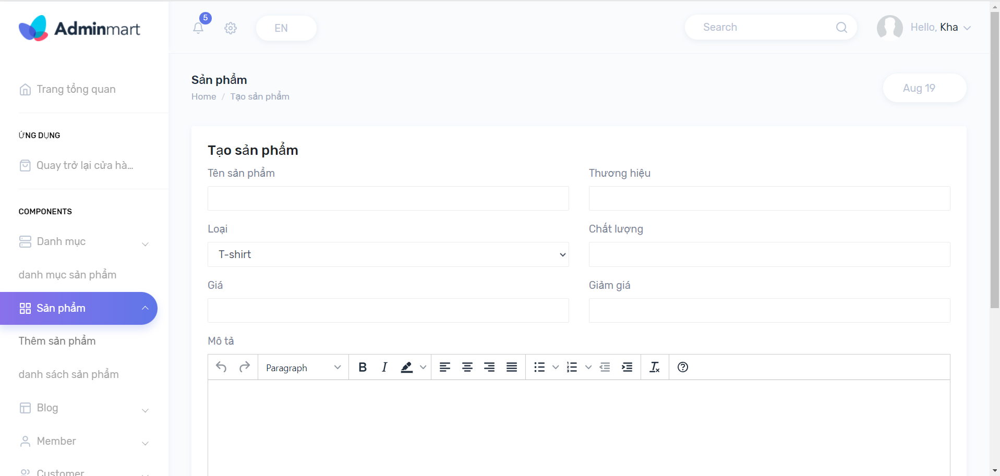 Adminmart
5
EN
Search
Hello, Kha
Trang tổng quan
ỨNG DỤNG
Quay trở lại cửa hà...
COMPONENTS
Danh mục
danh mục sản phẩm
Sản phẩm
Thêm sản phẩm
danh sách sản phẩm
Blog
Member
Customer
Sản phẩm
Home / Tạo sản phẩm
Aug 19
Tạo sản phẩm
Tên sản phẩm
Thương hiệu
Loại
Chất lượng
T-shirt
Giá
Giảm giá
Mô tả
Paragraph